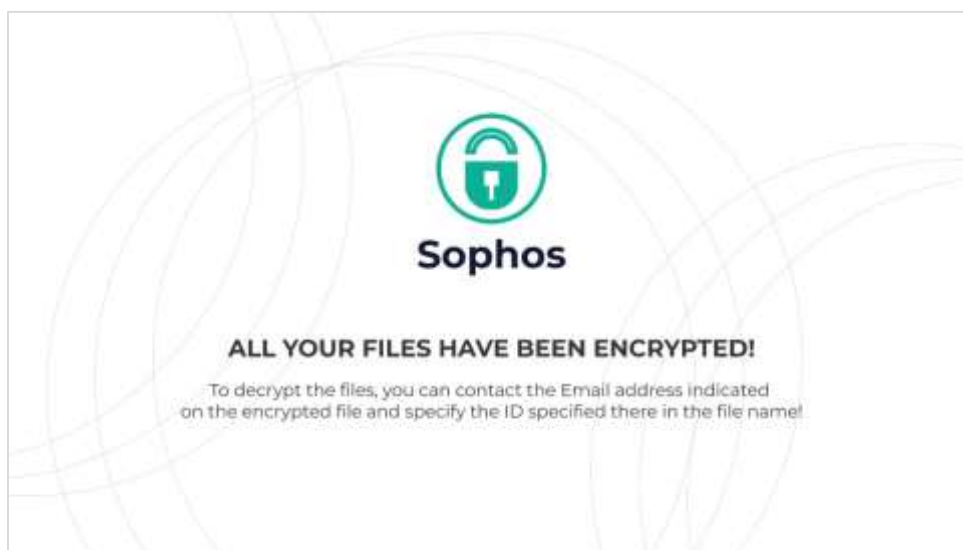 Sophos
ALL YOUR FILES HAVE BEEN ENCRYPTED!
To decrypt the files, you can contact the Email address indicated
on the encrypted file and specify the ID specified there in the file name!